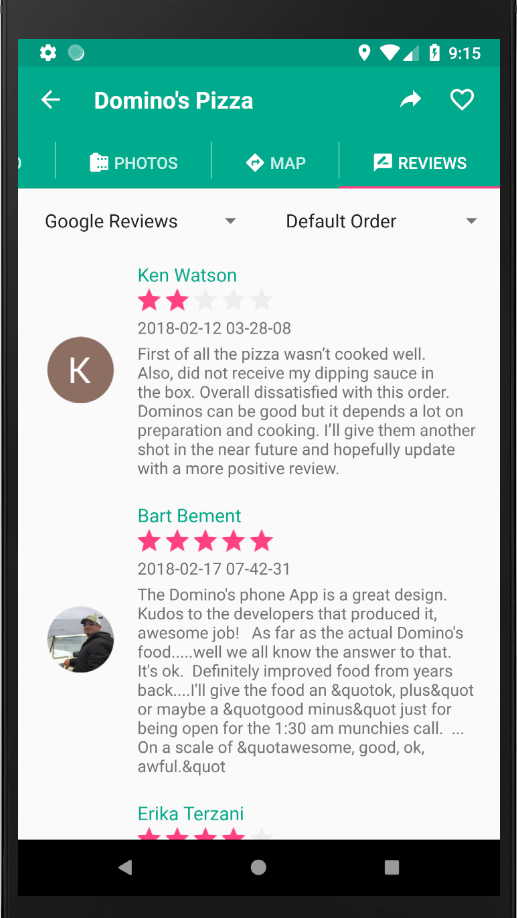 9:15
Domino's Pizza
O
PHOTOS
MAP
REVIEWS
Google Reviews
Default Order
Ken Watson
2018-02-12 03-28-08
K
First of all the pizza wasn’t cooked well.
Also, did not receive my dipping sauce in
the box. Overall dissatisfied with this order.
Dominos can be good but it depends a lot on
preparation and cooking. I’ll give them another
shot in the near future and hopefully update
with a more positive review.
Bart Bement
2018-02-17 07-42-31
The Domino's phone App is a great design.
Kudos to the developers that produced it,
awesome job!   As far as the actual Domino's
food.....well we all know the answer to that.
It's ok.  Definitely improved food from years
back....I'll give the food an &quotok, plus&quot
or maybe a &quotgood minus&quot just for
being open for the 1:30 am munchies call.  ...
On a scale of &quotawesome, good, ok,
awful.&quot
Erika Terzani